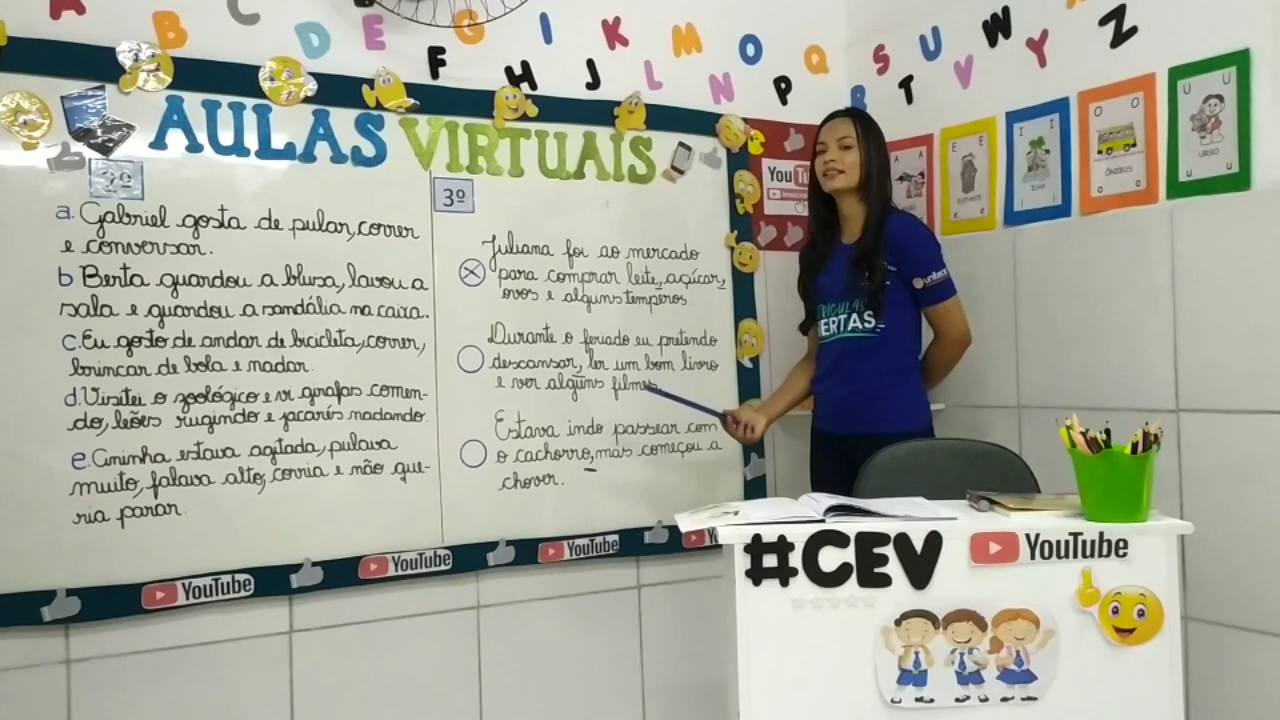 A B C D E F G H I J K L M N O P Q R S T U V W X Y Z
AULAS VIRTUAIS
2º
a. Gabriel gosta de pular, correr
e conversar.
b Berta guardou a blusa, lavou a
sala e guardou a sandália na caixa.
c. Eu gosto de andar de bicicleta, correr,
brincar de bola e nadar.
d. Visitei o zoológico e vi girafas comen-
do, leões rugindo e jacarés nadando.
e. Aninha estava agitada, pulava
muito, falava alto, corria e não que-
ria parar.
3º
Juliana foi ao mercado
para comprar leite, açúcar,
ovos e alguns temperos
Durante o feriado eu pretendo
descansar, ler um bom livro
e ver alguns filmes.
Estava indo passear com
o cachorro, mas começou a
chover.
YouTube
YouTube
YouTube
You
A A
E E
ELEFANTE
e e
I I
ILHA
O O
ÔNIBUS
U U
URSO
u u
ERTAS
#CEV
YouTube